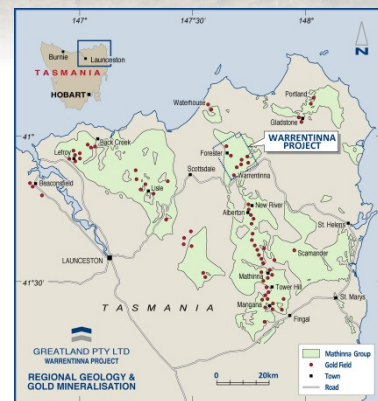 147°
147°30'
148°
N
Burnie
Launceston
TASMANIA
HOBART
Portland
Waterhouse
Gladstone
WARRENTINNA
PROJECT
41°
Back Creek
Lefroy
Forester
Scottsdale
Warrentinna
Beaconsfield
Lisle
New River
Alberton
St. Helens
Scamander
LAUNCESTON
Mathinna
41°30'
Tower Hill
St. Marys
TASMANIA
Mangana
Fingal
GREATLAND PTY LTD
WARRENTINNA PROJECT
REGIONAL GEOLOGY &
GOLD MINERALISATION
0 20km
Mathinna Group
Gold Field
Town
Road